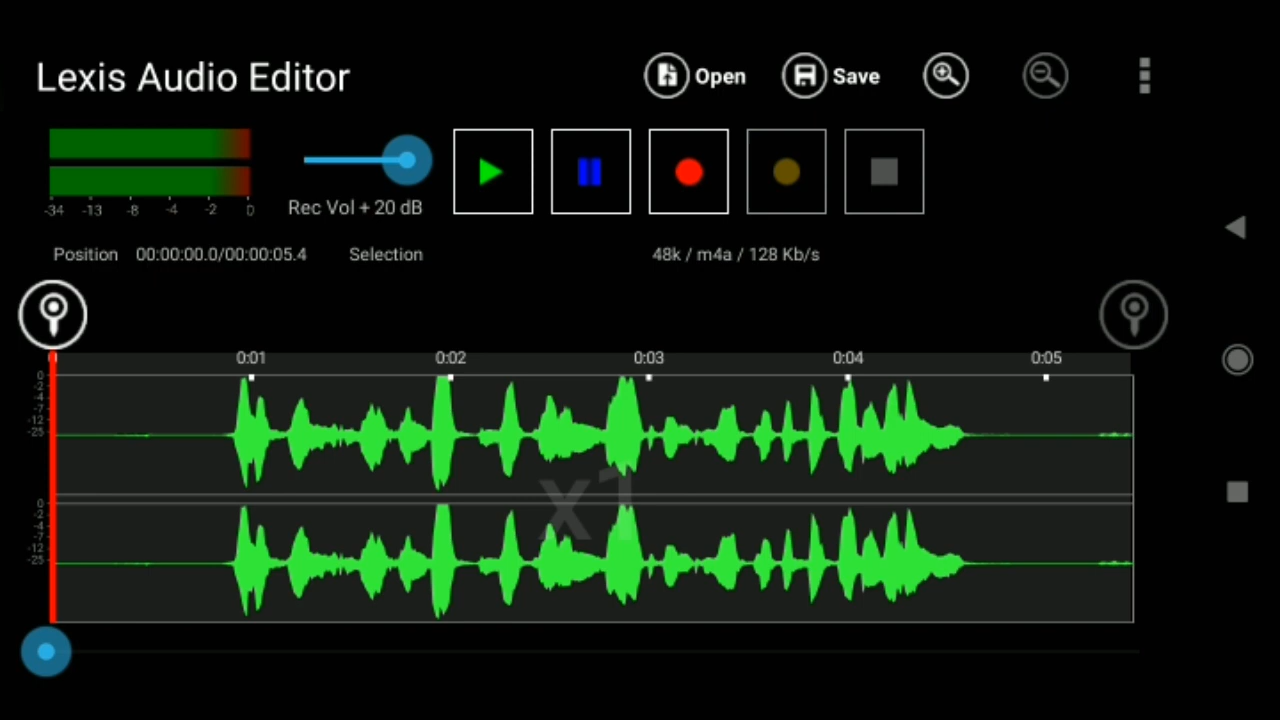 Lexis Audio Editor
Open
Save
-34 -13 -8 -4 -2 0
Rec Vol + 20 dB
Position 00:00:00.0/00:00:05.4 Selection 48k / m4a / 128 Kb/s
0:01 0:02 0:03 0:04 0:05
0
-2
-4
-7
-12
-25
x1
0
-2
-4
-7
-12
-25